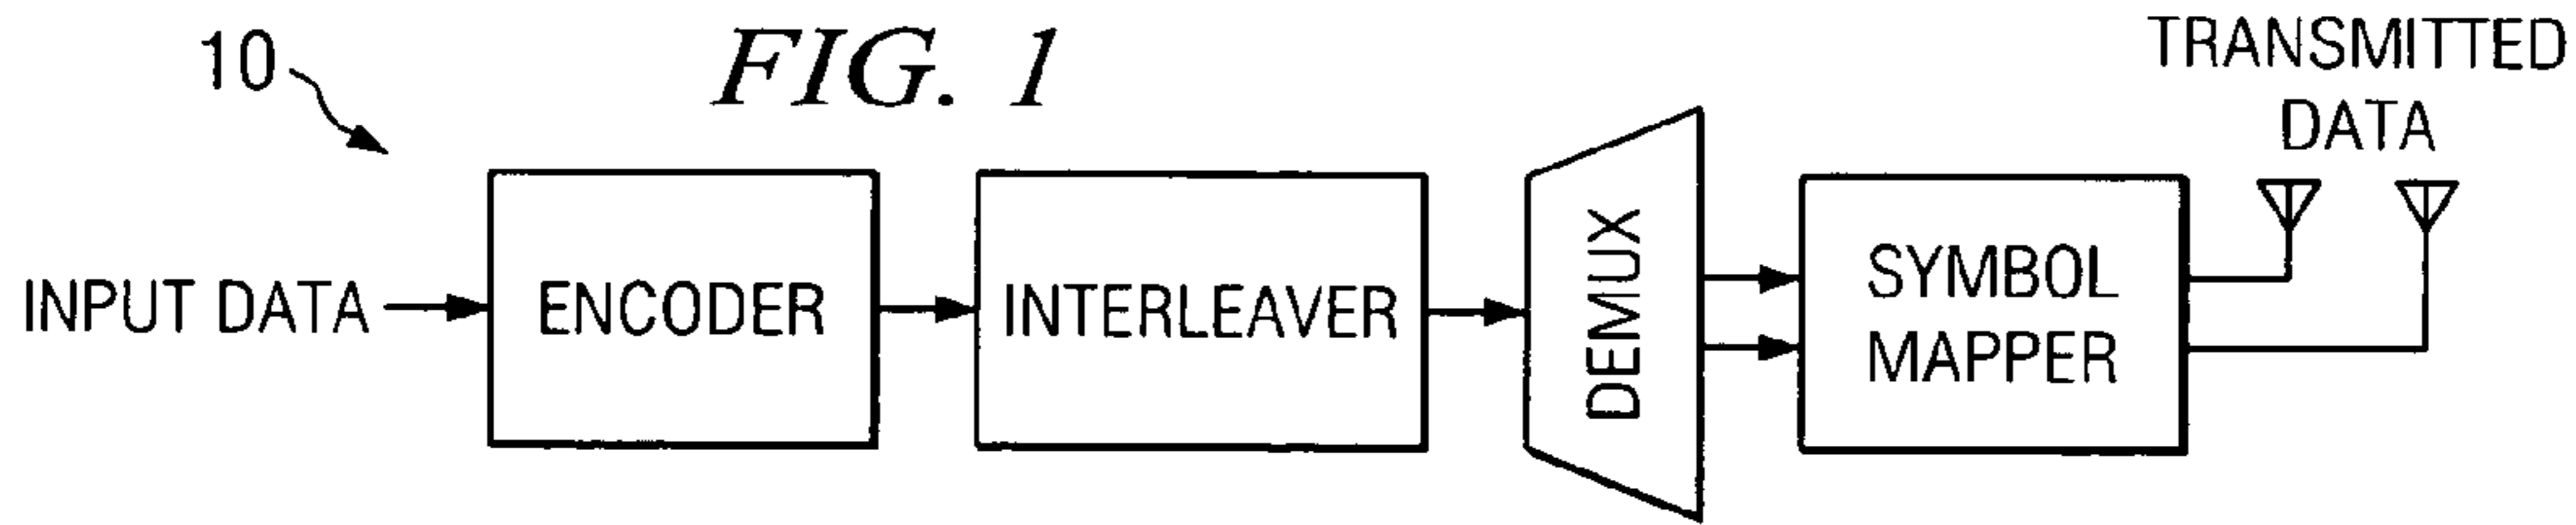 10
FIG. 1
TRANSMITTED
DATA
INPUT DATA
ENCODER
INTERLEAVER
DEMUX
SYMBOL
MAPPER